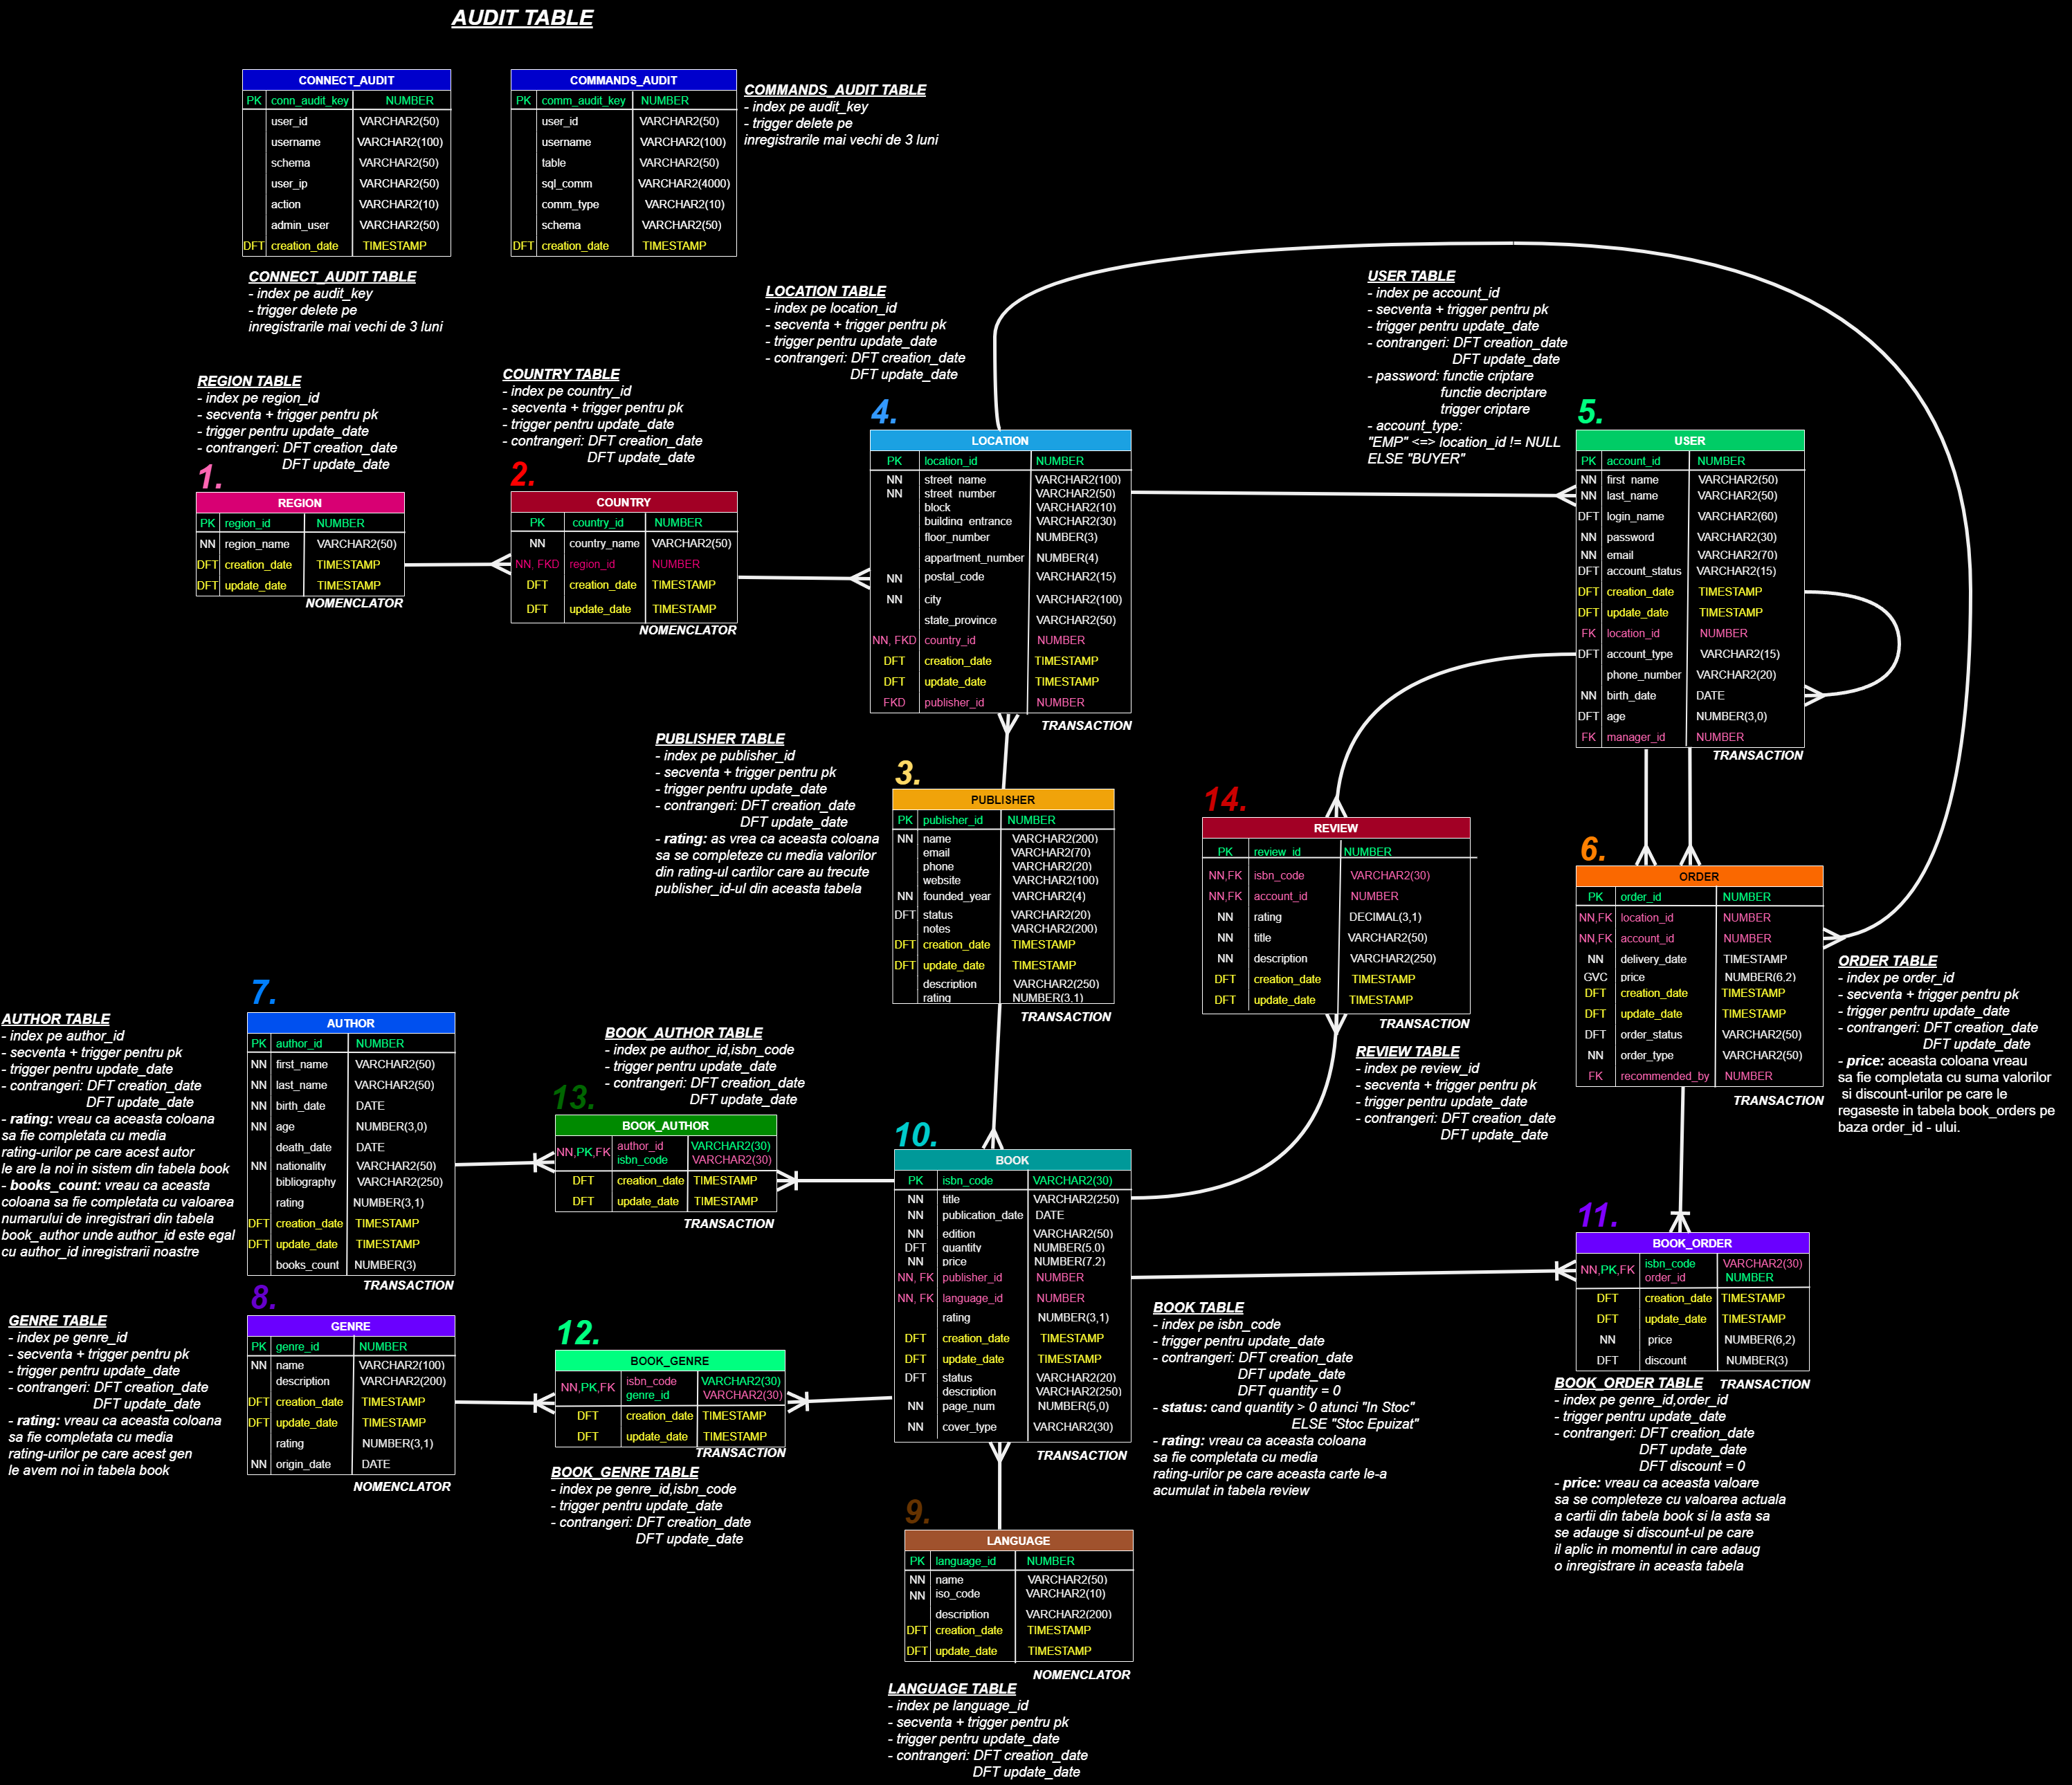 AUDIT TABLE
CONNECT_AUDIT
PK conn_audit_key NUMBER
user_id VARCHAR2(50)
username VARCHAR2(100)
schema VARCHAR2(50)
user_ip VARCHAR2(50)
action VARCHAR2(10)
admin_user VARCHAR2(50)
DFT creation_date TIMESTAMP
CONNECT_AUDIT TABLE
- index pe audit_key
- trigger delete pe
inregistrarile mai vechi de 3 luni
COMMANDS_AUDIT
PK comm_audit_key NUMBER
user_id VARCHAR2(50)
username VARCHAR2(100)
table VARCHAR2(50)
sql_comm VARCHAR2(4000)
comm_type VARCHAR2(10)
schema VARCHAR2(50)
DFT creation_date TIMESTAMP
COMMANDS_AUDIT TABLE
- index pe audit_key
- trigger delete pe
inregistrarile mai vechi de 3 luni
REGION TABLE
- index pe region_id
- secventa + trigger pentru pk
- trigger pentru update_date
- contrangeri: DFT creation_date
DFT update_date
1.
REGION
PK region_id NUMBER
NN region_name VARCHAR2(50)
DFT creation_date TIMESTAMP
DFT update_date TIMESTAMP
NOMENCLATOR
COUNTRY TABLE
- index pe country_id
- secventa + trigger pentru pk
- trigger pentru update_date
- contrangeri: DFT creation_date
DFT update_date
2.
COUNTRY
PK country_id NUMBER
NN country_name VARCHAR2(50)
NN, FKD region_id NUMBER
DFT creation_date TIMESTAMP
DFT update_date TIMESTAMP
NOMENCLATOR
LOCATION TABLE
- index pe location_id
- secventa + trigger pentru pk
- trigger pentru update_date
- contrangeri: DFT creation_date
DFT update_date
4.
LOCATION
PK location_id NUMBER
NN street_name VARCHAR2(100)
NN street_number VARCHAR2(50)
block VARCHAR2(10)
building_entrance VARCHAR2(30)
floor_number NUMBER(3)
appartment_number NUMBER(4)
NN postal_code VARCHAR2(15)
NN city VARCHAR2(100)
state_province VARCHAR2(50)
NN, FKD country_id NUMBER
DFT creation_date TIMESTAMP
DFT update_date TIMESTAMP
FKD publisher_id NUMBER
TRANSACTION
USER TABLE
- index pe account_id
- secventa + trigger pentru pk
- trigger pentru update_date
- contrangeri: DFT creation_date
DFT update_date
- password: functie criptare
functie decriptare
trigger criptare
- account_type:
"EMP" <=> location_id != NULL
ELSE "BUYER"
5.
USER
PK account_id NUMBER
NN first_name VARCHAR2(50)
NN last_name VARCHAR2(50)
DFT login_name VARCHAR2(60)
NN password VARCHAR2(30)
NN email VARCHAR2(70)
DFT account_status VARCHAR2(15)
DFT creation_date TIMESTAMP
DFT update_date TIMESTAMP
FK location_id NUMBER
DFT account_type VARCHAR2(15)
phone_number VARCHAR2(20)
NN birth_date DATE
DFT age NUMBER(3,0)
FK manager_id NUMBER
TRANSACTION
PUBLISHER TABLE
- index pe publisher_id
- secventa + trigger pentru pk
- trigger pentru update_date
- contrangeri: DFT creation_date
DFT update_date
- rating: as vrea ca aceasta coloana
sa se completeze cu media valorilor
din rating-ul cartilor care au trecute
publisher_id-ul din aceasta tabela
3.
PUBLISHER
PK publisher_id NUMBER
NN name VARCHAR2(200)
email VARCHAR2(70)
phone VARCHAR2(20)
website VARCHAR2(100)
NN founded_year VARCHAR2(4)
DFT status VARCHAR2(20)
notes VARCHAR2(200)
DFT creation_date TIMESTAMP
DFT update_date TIMESTAMP
description VARCHAR2(250)
rating NUMBER(3,1)
TRANSACTION
14.
REVIEW
PK review_id NUMBER
NN,FK isbn_code VARCHAR2(30)
NN,FK account_id NUMBER
NN rating DECIMAL(3,1)
NN title VARCHAR2(50)
NN description VARCHAR2(250)
DFT creation_date TIMESTAMP
DFT update_date TIMESTAMP
TRANSACTION
REVIEW TABLE
- index pe review_id
- secventa + trigger pentru pk
- trigger pentru update_date
- contrangeri: DFT creation_date
DFT update_date
6.
ORDER
PK order_id NUMBER
NN,FK location_id NUMBER
NN,FK account_id NUMBER
NN delivery_date TIMESTAMP
GVC price NUMBER(6,2)
DFT creation_date TIMESTAMP
DFT update_date TIMESTAMP
DFT order_status VARCHAR2(50)
NN order_type VARCHAR2(50)
FK recommended_by NUMBER
TRANSACTION
ORDER TABLE
- index pe order_id
- secventa + trigger pentru pk
- trigger pentru update_date
- contrangeri: DFT creation_date
DFT update_date
- price: aceasta coloana vreau
sa fie completata cu suma valorilor
si discount-urilor pe care le
regaseste in tabela book_orders pe
baza order_id - ului.
AUTHOR TABLE
- index pe author_id
- secventa + trigger pentru pk
- trigger pentru update_date
- contrangeri: DFT creation_date
DFT update_date
- rating: vreau ca aceasta coloana
sa fie completata cu media
rating-urilor pe care acest autor
le are la noi in sistem din tabela book
- books_count: vreau ca aceasta
coloana sa fie completata cu valoarea
numarului de inregistrari din tabela
book_author unde author_id este egal
cu author_id inregistrarii noastre
7.
AUTHOR
PK author_id NUMBER
NN first_name VARCHAR2(50)
NN last_name VARCHAR2(50)
NN birth_date DATE
NN age NUMBER(3,0)
death_date DATE
NN nationality VARCHAR2(50)
bibliography VARCHAR2(250)
rating NUMBER(3,1)
DFT creation_date TIMESTAMP
DFT update_date TIMESTAMP
books_count NUMBER(3)
TRANSACTION
BOOK_AUTHOR TABLE
- index pe author_id,isbn_code
- trigger pentru update_date
- contrangeri: DFT creation_date
DFT update_date
13.
BOOK_AUTHOR
NN,PK,FK author_id VARCHAR2(30)
isbn_code VARCHAR2(30)
DFT creation_date TIMESTAMP
DFT update_date TIMESTAMP
TRANSACTION
10.
BOOK
PK isbn_code VARCHAR2(30)
NN title VARCHAR2(250)
NN publication_date DATE
NN edition VARCHAR2(50)
DFT quantity NUMBER(5,0)
NN price NUMBER(7,2)
NN, FK publisher_id NUMBER
NN, FK language_id NUMBER
rating NUMBER(3,1)
DFT creation_date TIMESTAMP
DFT update_date TIMESTAMP
DFT status VARCHAR2(20)
description VARCHAR2(250)
NN page_num NUMBER(5,0)
NN cover_type VARCHAR2(30)
TRANSACTION
BOOK TABLE
- index pe isbn_code
- trigger pentru update_date
- contrangeri: DFT creation_date
DFT update_date
DFT quantity = 0
- status: cand quantity > 0 atunci "In Stoc"
ELSE "Stoc Epuizat"
- rating: vreau ca aceasta coloana
sa fie completata cu media
rating-urilor pe care aceasta carte le-a
acumulat in tabela review
11.
BOOK_ORDER
NN,PK,FK isbn_code VARCHAR2(30)
order_id NUMBER
DFT creation_date TIMESTAMP
DFT update_date TIMESTAMP
NN price NUMBER(6,2)
DFT discount NUMBER(3)
TRANSACTION
BOOK_ORDER TABLE
- index pe genre_id,order_id
- trigger pentru update_date
- contrangeri: DFT creation_date
DFT update_date
DFT discount = 0
- price: vreau ca aceasta valoare
sa se completeze cu valoarea actuala
a cartii din tabela book si la asta sa
se adauge si discount-ul pe care
il aplic in momentul in care adaug
o inregistrare in aceasta tabela
GENRE TABLE
- index pe genre_id
- secventa + trigger pentru pk
- trigger pentru update_date
- contrangeri: DFT creation_date
DFT update_date
- rating: vreau ca aceasta coloana
sa fie completata cu media
rating-urilor pe care acest gen
le avem noi in tabela book
8.
GENRE
PK genre_id NUMBER
NN name VARCHAR2(100)
description VARCHAR2(200)
DFT creation_date TIMESTAMP
DFT update_date TIMESTAMP
rating NUMBER(3,1)
NN origin_date DATE
NOMENCLATOR
12.
BOOK_GENRE
NN,PK,FK isbn_code VARCHAR2(30)
genre_id VARCHAR2(30)
DFT creation_date TIMESTAMP
DFT update_date TIMESTAMP
TRANSACTION
BOOK_GENRE TABLE
- index pe genre_id,isbn_code
- trigger pentru update_date
- contrangeri: DFT creation_date
DFT update_date
9.
LANGUAGE
PK language_id NUMBER
NN name VARCHAR2(50)
NN iso_code VARCHAR2(10)
description VARCHAR2(200)
DFT creation_date TIMESTAMP
DFT update_date TIMESTAMP
NOMENCLATOR
LANGUAGE TABLE
- index pe language_id
- secventa + trigger pentru pk
- trigger pentru update_date
- contrangeri: DFT creation_date
DFT update_date